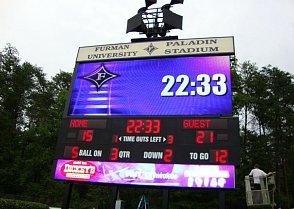 FURMAN PALADIN
UNIVERSITY STADIUM
F
22:33
HOME 22:33 GUEST
15 1 TIME OUTS LEFT 3 21
5 BALL ON 3 QTR DOWN 2 TO GO 12